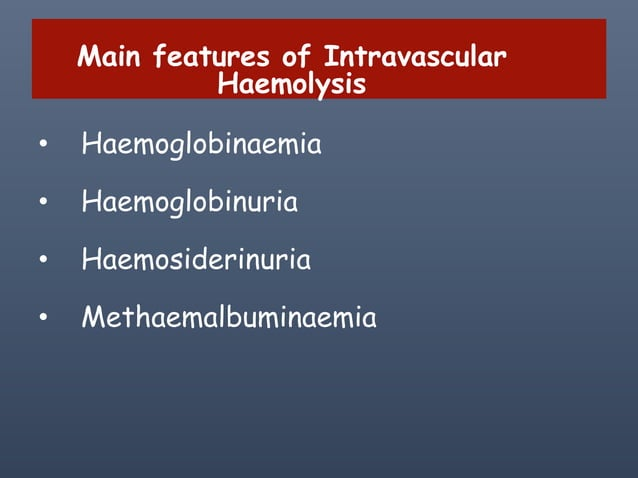 Main features of Intravascular
Haemolysis
• Haemoglobinaemia
• Haemoglobinuria
• Haemosiderinuria
• Methaemalbuminaemia